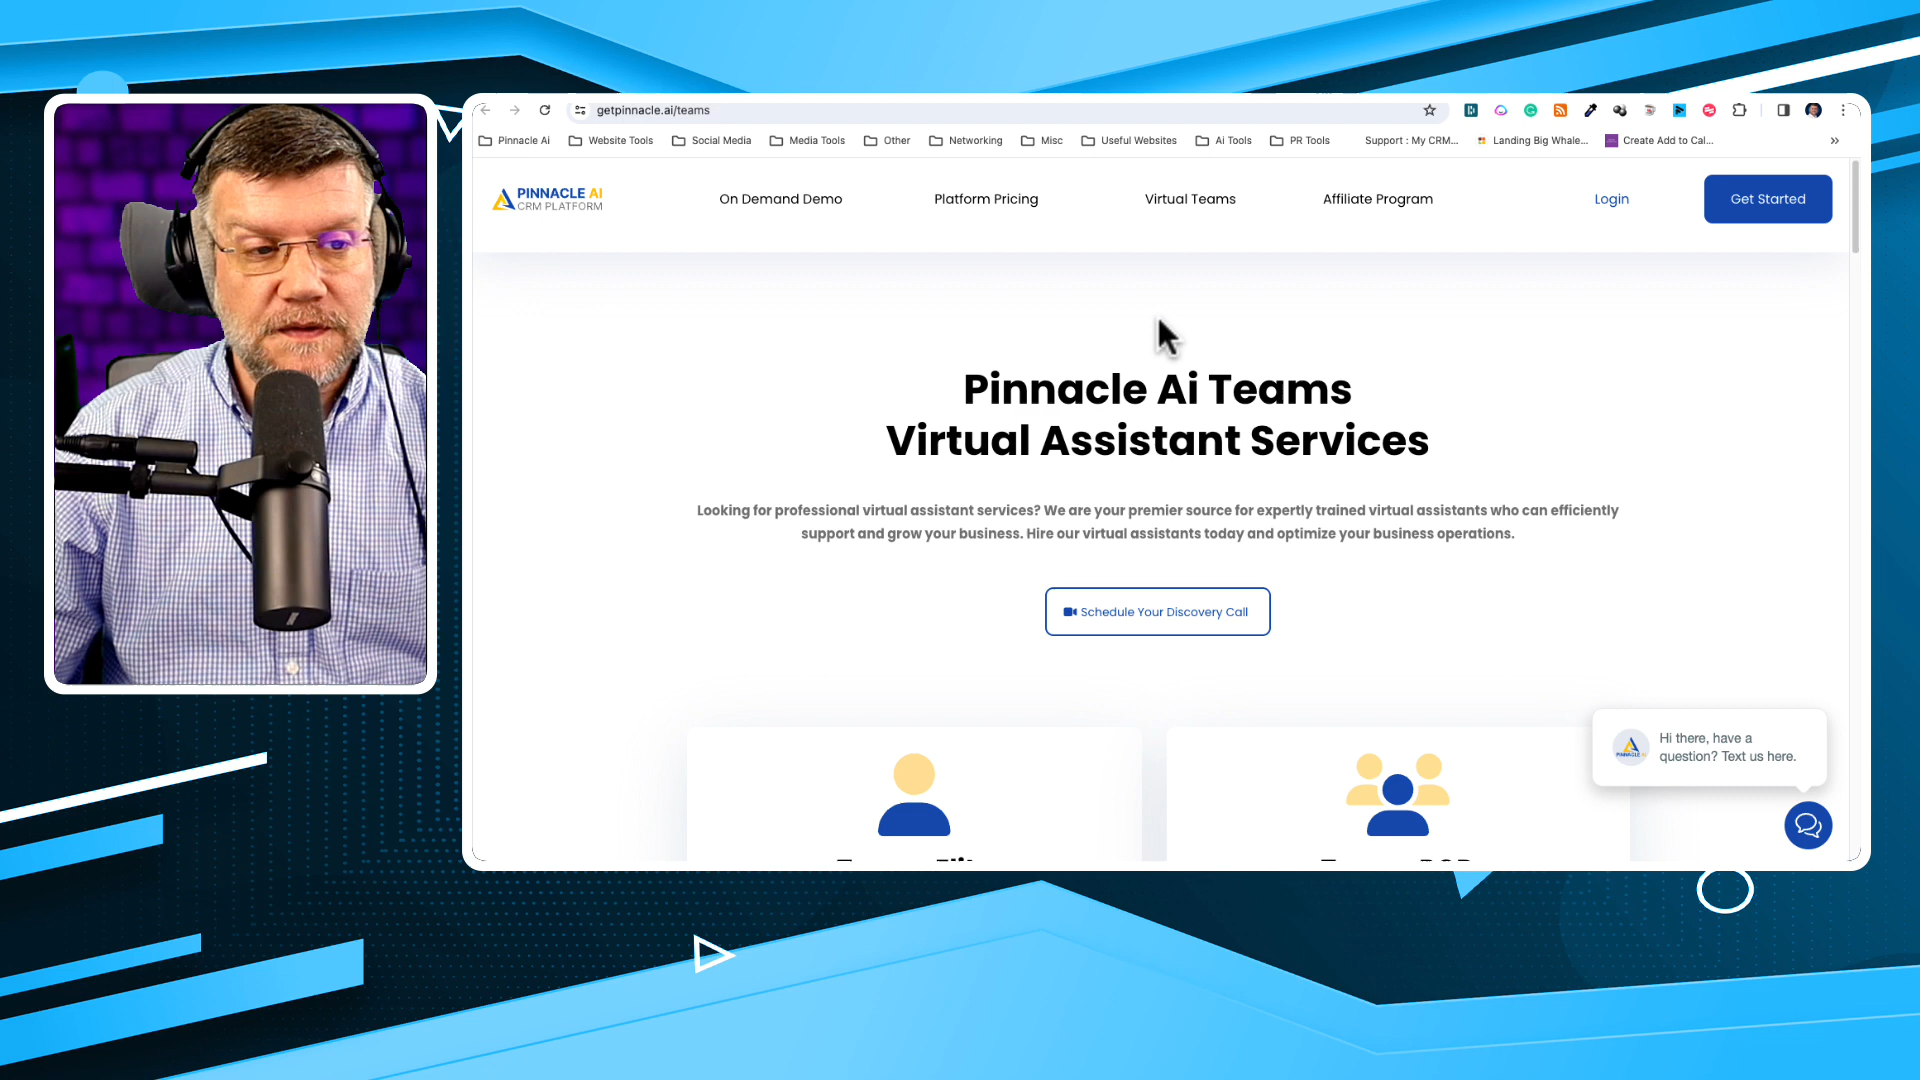 getpinnacle.ai/teams
Pinnacle Ai
Website Tools
Social Media
Media Tools
Other
Networking
Misc
Useful Websites
Ai Tools
PR Tools
Support : My CRM...
Landing Big Whale...
Create Add to Cal...
PINNACLE AI
CRM PLATFORM
On Demand Demo
Platform Pricing
Virtual Teams
Affiliate Program
Login
Get Started
Pinnacle Ai Teams
Virtual Assistant Services
Looking for professional virtual assistant services? We are your premier source for expertly trained virtual assistants who can efficiently
support and grow your business. Hire our virtual assistants today and optimize your business operations.
Schedule Your Discovery Call
Hi there, have a
question? Text us here.